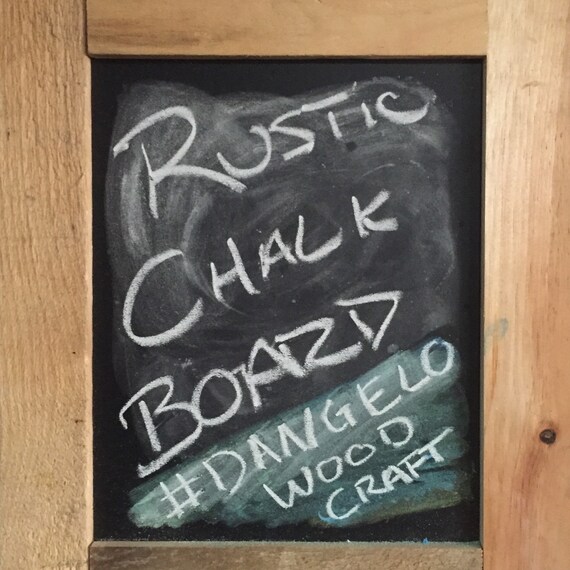 RUSTIC
CHALK
BOARD
#DANGELO
WOOD
CRAFT